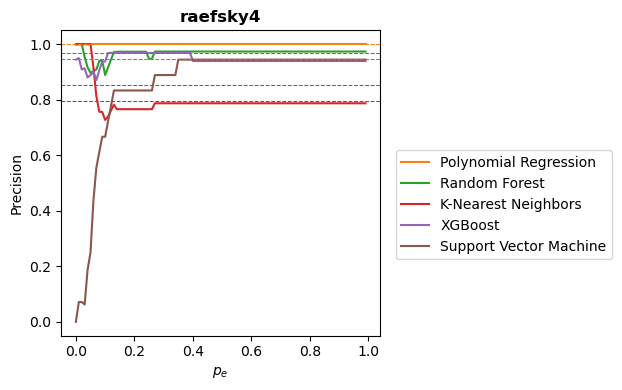 raefsky4
Precision
1.0
0.8
0.6
0.4
0.2
0.0
0.0 0.2 0.4 0.6 0.8 1.0
p_e
Polynomial Regression
Random Forest
K-Nearest Neighbors
XGBoost
Support Vector Machine